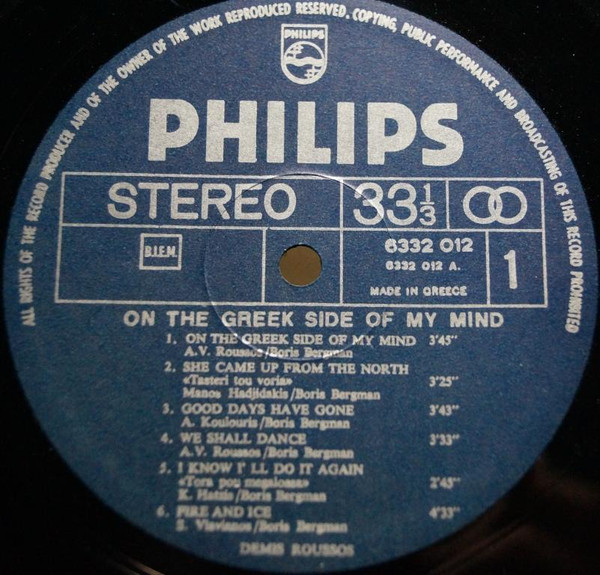 ALL RIGHTS OF THE RECORD PRODUCER AND OF THE OWNER OF THE WORK REPRODUCED RESERVED. COPYING, PUBLIC PERFORMANCE AND BROADCASTING OF THIS RECORD PROHIBITED
PHILIPS
PHILIPS
STEREO 33 1/3
B.I.E.M. 6332 012 1
6332 012 A.
MADE IN GREECE
ON THE GREEK SIDE OF MY MIND
1. ON THE GREEK SIDE OF MY MIND 3'45"
A.V. Roussos/Boris Bergman
2. SHE CAME UP FROM THE NORTH
«Tasteri tou voria» 3'25"
Manos Hadjidakis/Boris Bergman
3. GOOD DAYS HAVE GONE 3'43"
A. Koulouris/Boris Bergman
4. WE SHALL DANCE 3'33"
A.V. Roussos/Boris Bergman
5. I KNOW I' LL DO IT AGAIN
«Tora pou megalosas» 2'45"
K. Hatzis/Boris Bergman
6. FIRE AND ICE 4'33"
S. Vlavianos/Boris Bergman
DEMIS ROUSSOS